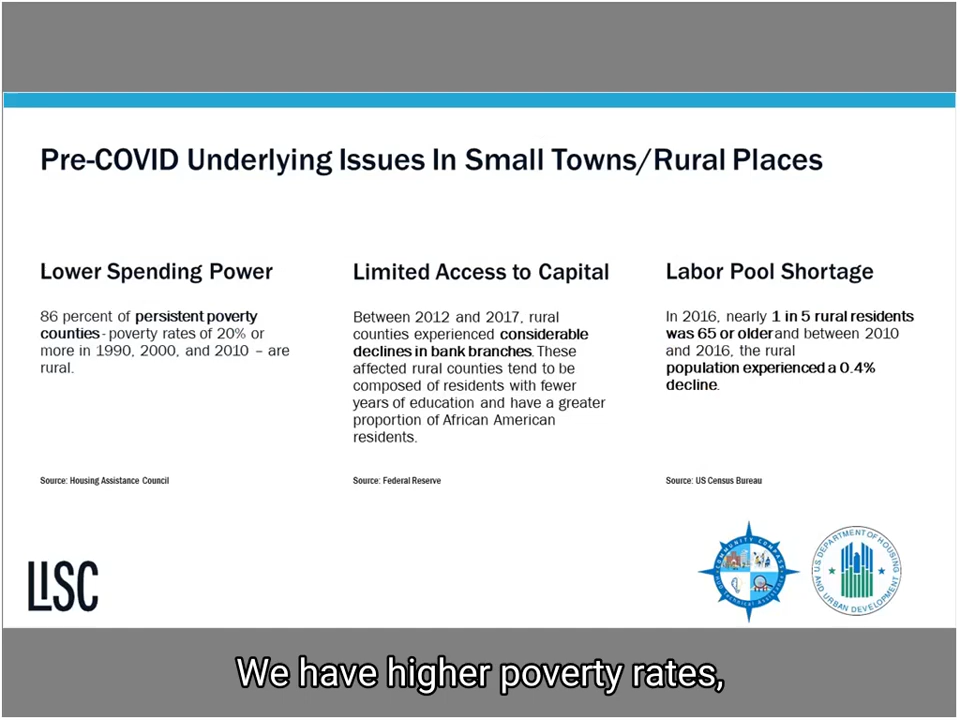 Pre-COVID Underlying Issues In Small Towns/Rural Places
Lower Spending Power
86 percent of persistent poverty
counties - poverty rates of 20% or
more in 1990, 2000, and 2010 – are
rural.
Source: Housing Assistance Council
Limited Access to Capital
Between 2012 and 2017, rural
counties experienced considerable
declines in bank branches. These
affected rural counties tend to be
composed of residents with fewer
years of education and have a greater
proportion of African American
residents.
Source: Federal Reserve
Labor Pool Shortage
In 2016, nearly 1 in 5 rural residents
was 65 or older and between 2010
and 2016, the rural
population experienced a 0.4%
decline.
Source: US Census Bureau
LISC
COMMUNITY COMPASS
U.S. DEPARTMENT OF HOUSING
AND URBAN DEVELOPMENT
We have higher poverty rates,